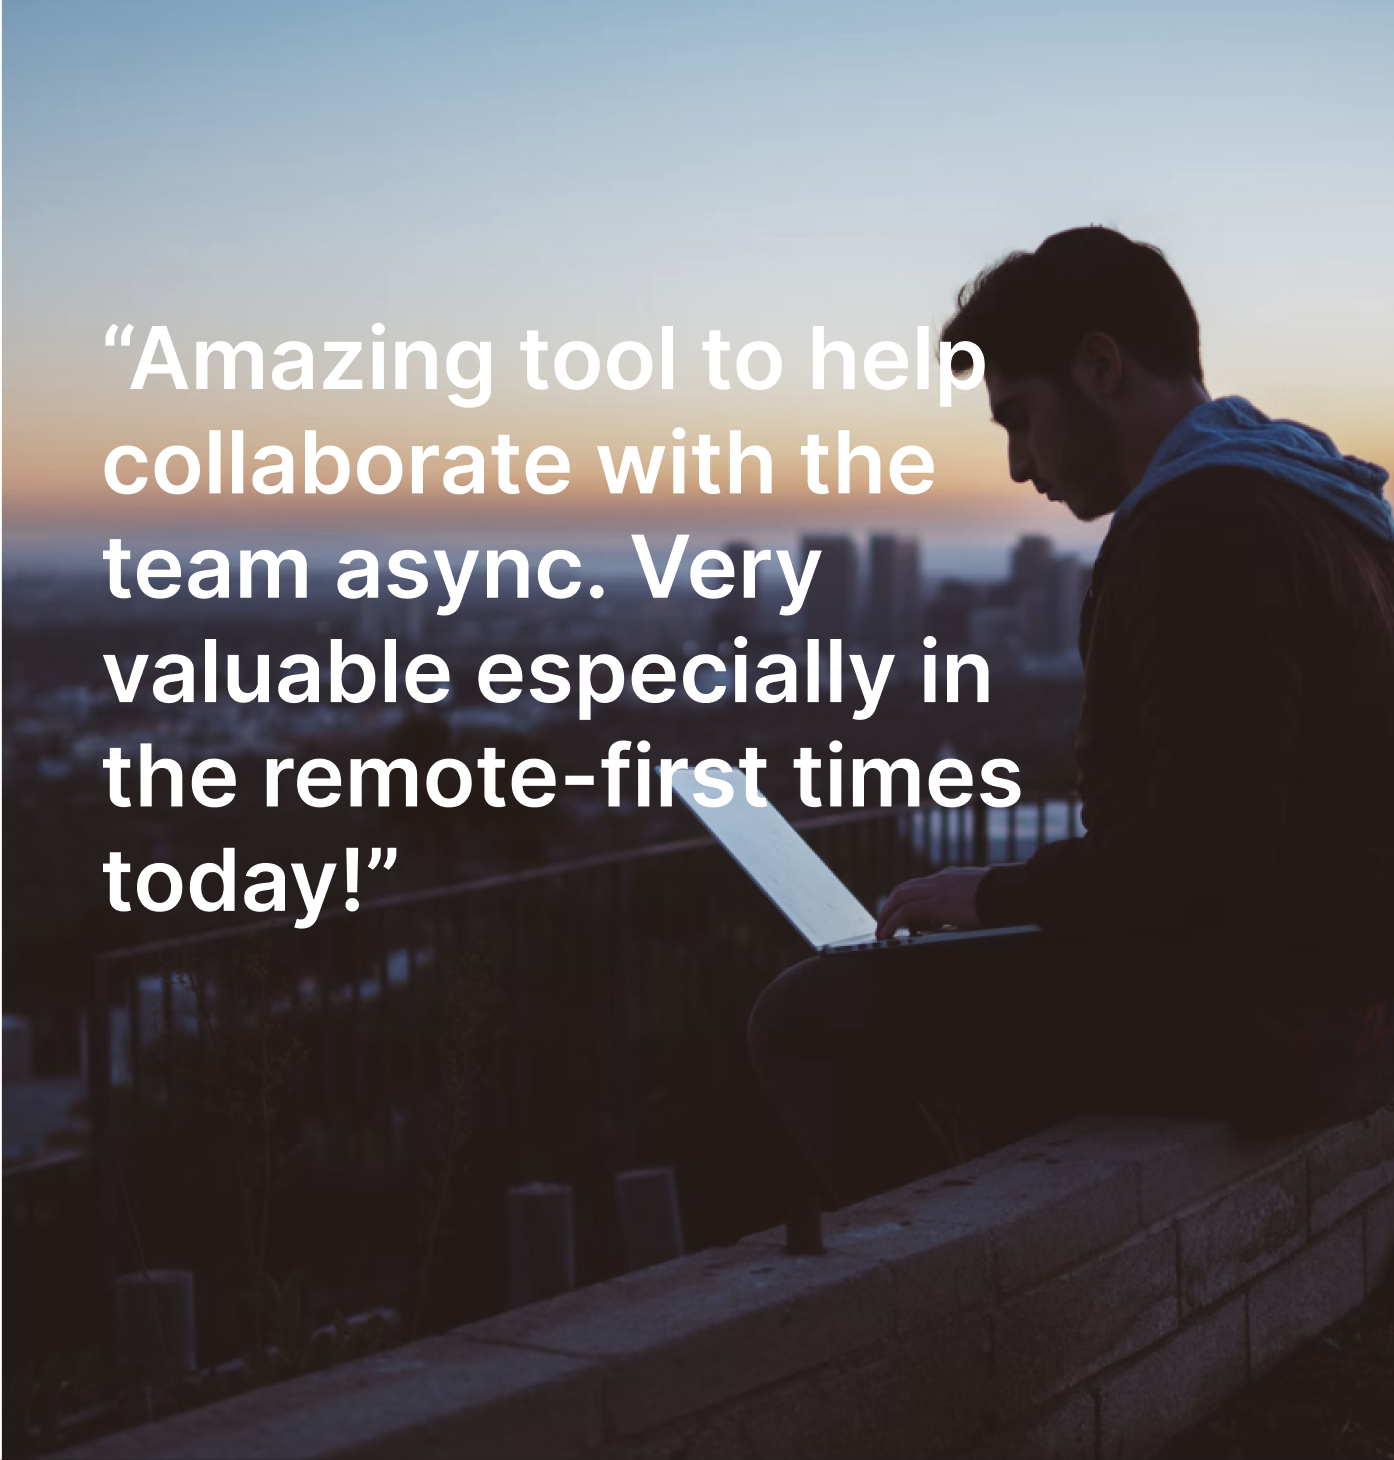 “Amazing tool to help
collaborate with the
team async. Very
valuable especially in
the remote-first times
today!”